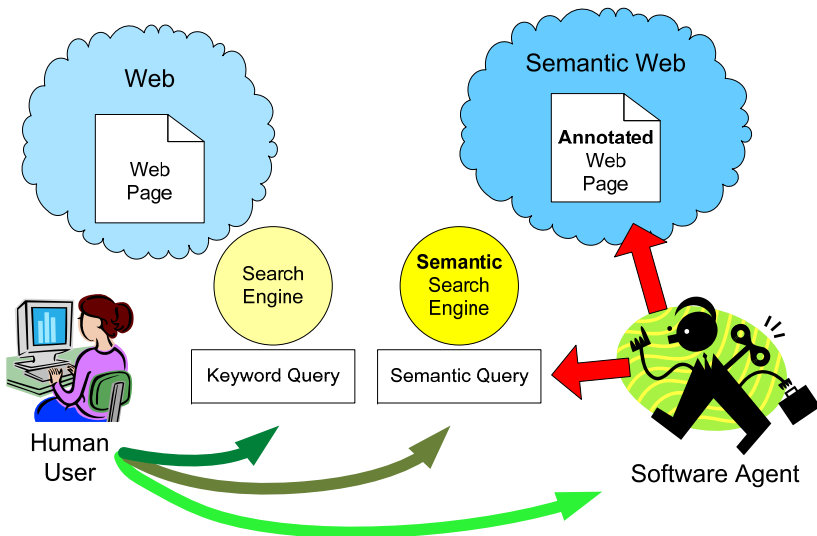 Web
Web
Page
Semantic Web
Annotated
Web
Page
Search
Engine
Semantic
Search
Engine
Keyword Query
Semantic Query
Human
User
Software Agent